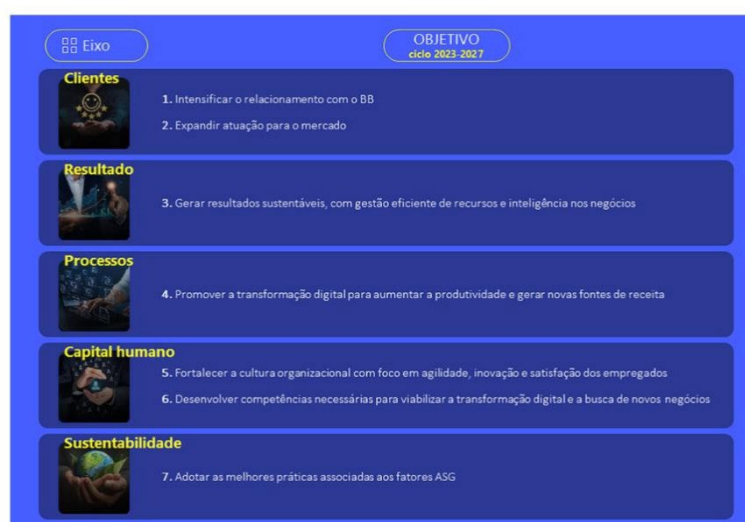 Eixo
OBJETIVO
ciclo 2023-2027
Clientes
1. Intensificar o relacionamento com o BB
2. Expandir atuação para o mercado
Resultado
3. Gerar resultados sustentáveis, com gestão eficiente de recursos e inteligência nos negócios
Processos
4. Promover a transformação digital para aumentar a produtividade e gerar novas fontes de receita
Capital humano
5. Fortalecer a cultura organizacional com foco em agilidade, inovação e satisfação dos empregados
6. Desenvolver competências necessárias para viabilizar a transformação digital e a busca de novos negócios
Sustentabilidade
7. Adotar as melhores práticas associadas aos fatores ASG